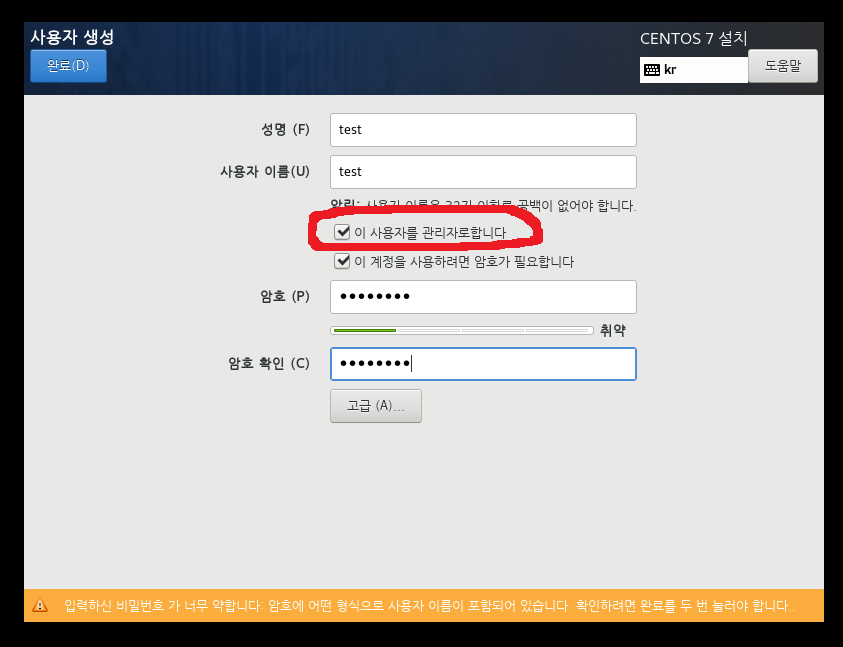 사용자 생성
CENTOS 7 설치
완료(D)
kr
도움말
성명 (F)
test
사용자 이름(U)
test
알림: 사용자 이름은 32자 이하로 공백이 없어야 합니다.
이 사용자를 관리자로합니다
이 계정을 사용하려면 암호가 필요합니다
암호 (P)
●●●●●●●●
취약
암호 확인 (C)
●●●●●●●●
고급 (A)...
입력하신 비밀번호 가 너무 약합니다: 암호에 어떤 형식으로 사용자 이름이 포함되어 있습니다 확인하려면 완료를 두 번 눌러야 합니다..